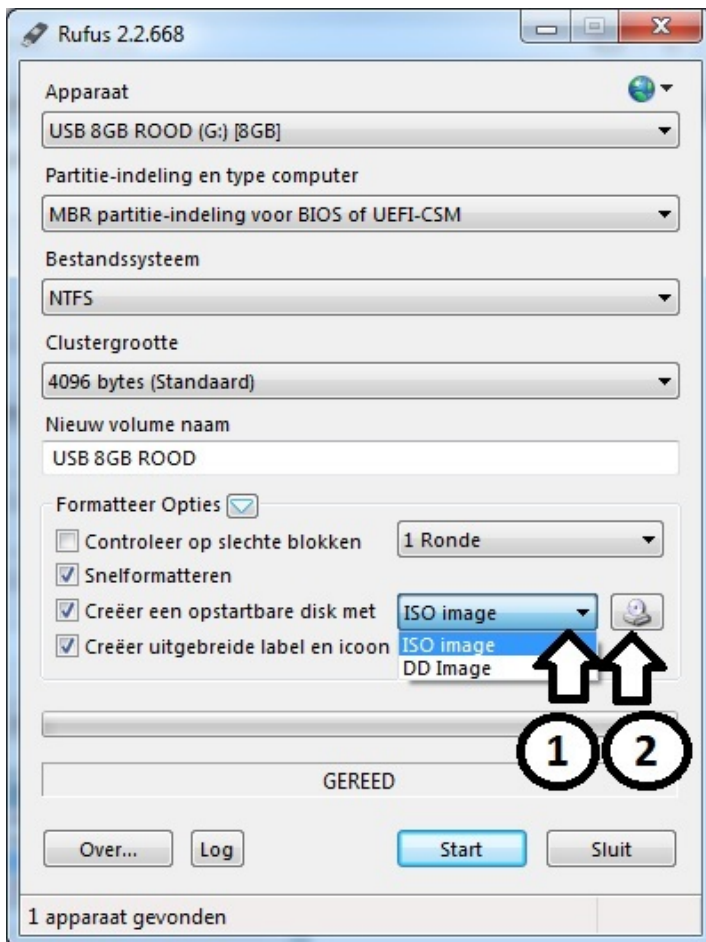 Rufus 2.2.668
Apparaat
USB 8GB ROOD (G:) [8GB]
Partitie-indeling en type computer
MBR partitie-indeling voor BIOS of UEFI-CSM
Bestandssysteem
NTFS
Clustergrootte
4096 bytes (Standaard)
Nieuw volume naam
USB 8GB ROOD
Formatteer Opties
Controleer op slechte blokken 1 Ronde
Snelformatteren
Creëer een opstartbare disk met ISO image
Creëer uitgebreide label en icoon ISO image
DD Image
1 2
GEREED
Over... Log Start Sluit
1 apparaat gevonden